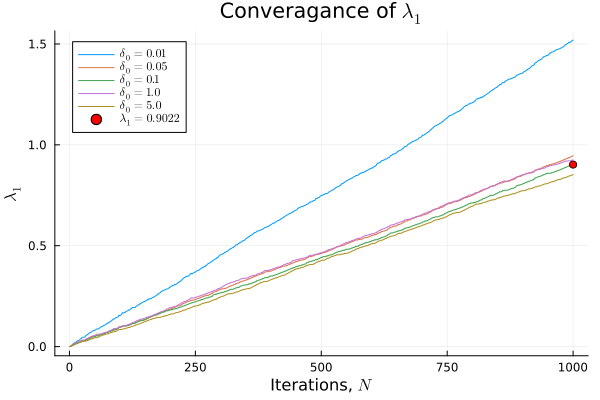 Converagance of λ₁
1.5
1.0
0.5
0.0
λ₁
δ₀ = 0.01
δ₀ = 0.05
δ₀ = 0.1
δ₀ = 1.0
δ₀ = 5.0
λ₁ = 0.9022
0
250
500
750
1000
Iterations, N